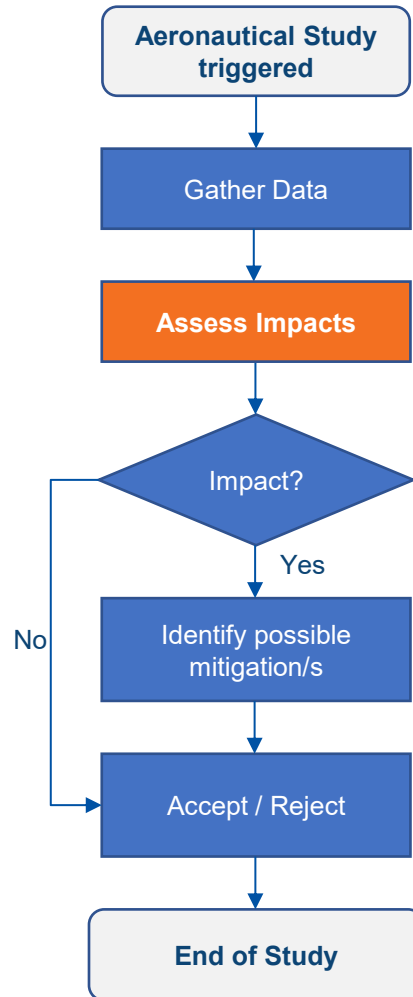 Aeronautical Study
triggered
Gather Data
Assess Impacts
Impact?
Yes
No
Identify possible
mitigation/s
Accept / Reject
End of Study